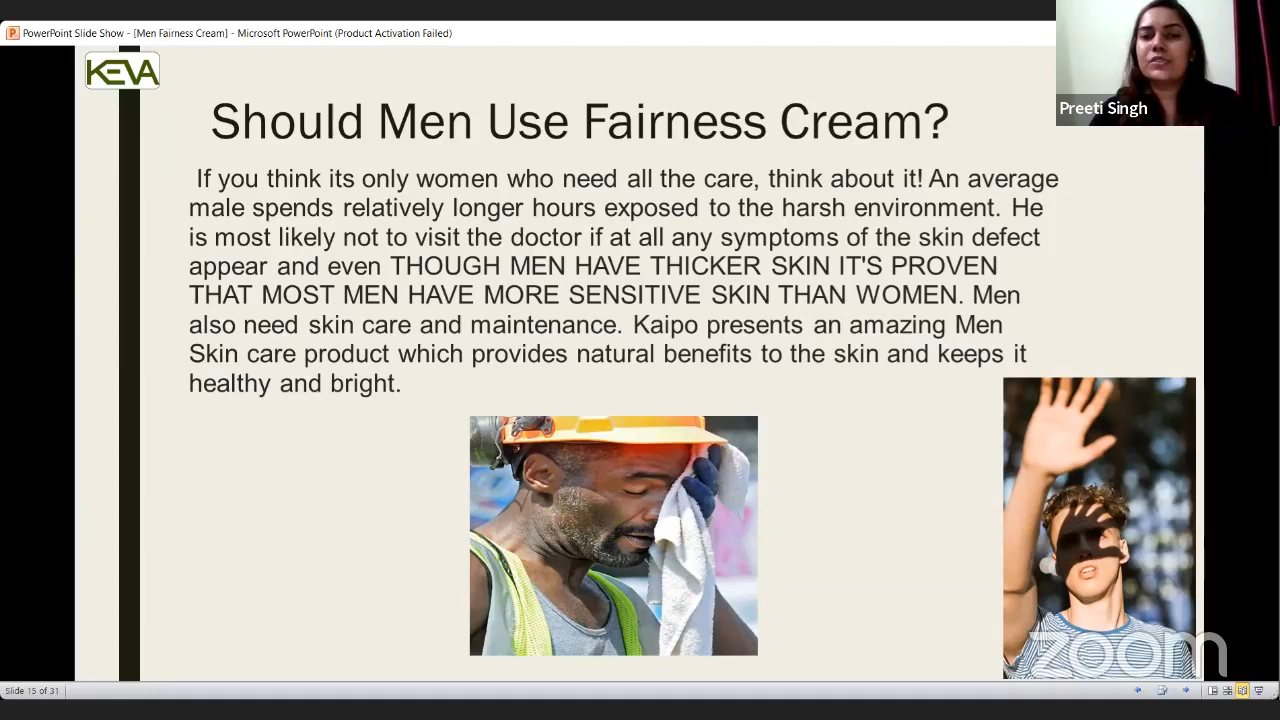 PowerPoint Slide Show - [Men Fairness Cream] - Microsoft PowerPoint (Product Activation Failed)
KEVA
Preeti Singh
Should Men Use Fairness Cream?
If you think its only women who need all the care, think about it! An average
male spends relatively longer hours exposed to the harsh environment. He
is most likely not to visit the doctor if at all any symptoms of the skin defect
appear and even THOUGH MEN HAVE THICKER SKIN IT'S PROVEN
THAT MOST MEN HAVE MORE SENSITIVE SKIN THAN WOMEN. Men
also need skin care and maintenance. Kaipo presents an amazing Men
Skin care product which provides natural benefits to the skin and keeps it
healthy and bright.
zoom
Slide 15 of 31